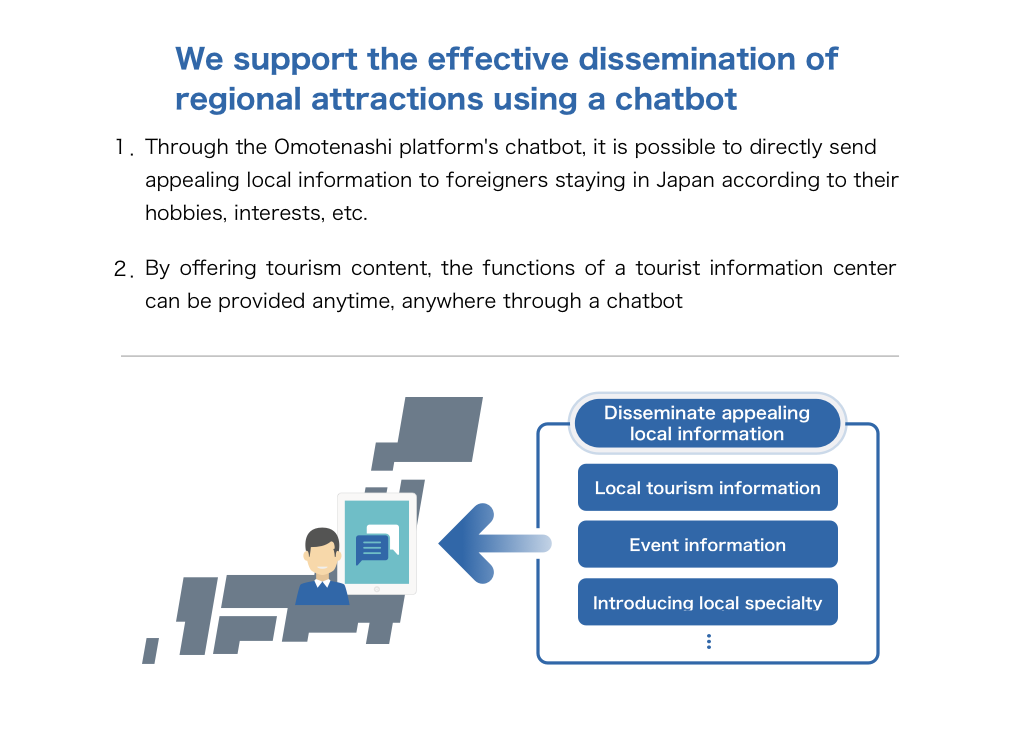 We support the effective dissemination of
regional attractions using a chatbot
1. Through the Omotenashi platform's chatbot, it is possible to directly send
appealing local information to foreigners staying in Japan according to their
hobbies, interests, etc.
2. By offering tourism content, the functions of a tourist information center
can be provided anytime, anywhere through a chatbot
Disseminate appealing
local information
Local tourism information
Event information
Introducing local specialty